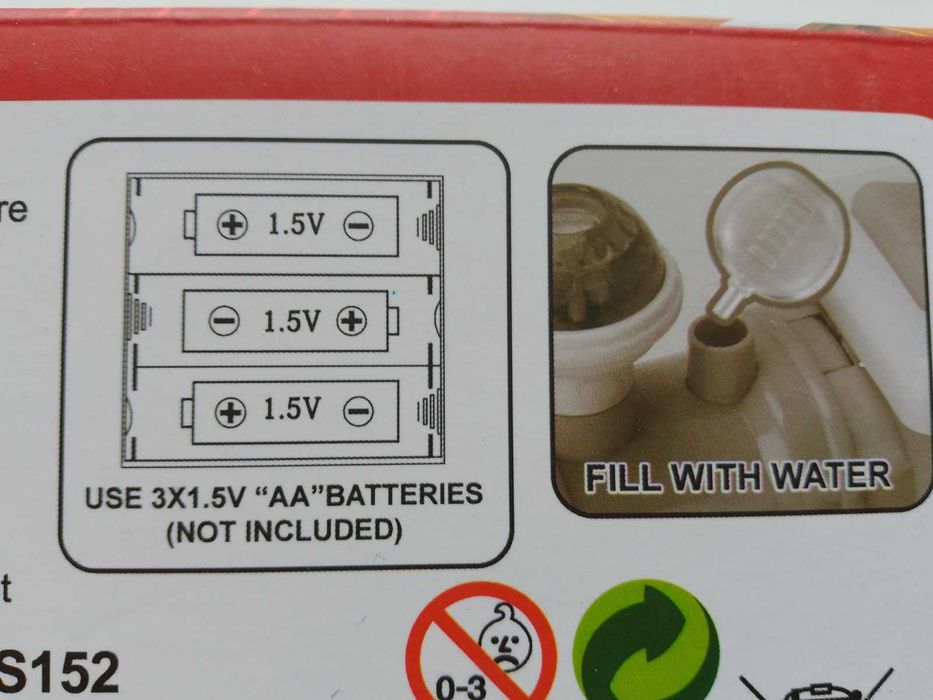 re
+ 1.5V −
− 1.5V +
+ 1.5V −
USE 3X1.5V “AA”BATTERIES
(NOT INCLUDED)
FILL WITH WATER
t
S152
0-3